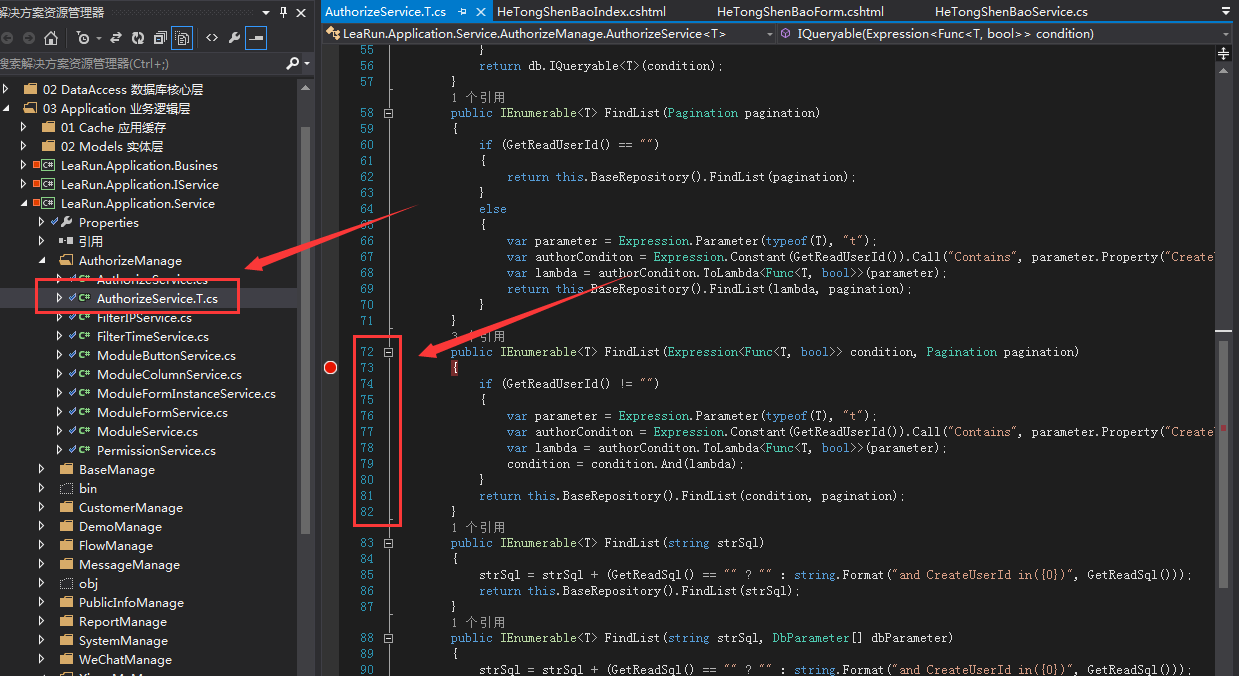 解决方案资源管理器
搜索解决方案资源管理器(Ctrl+;)
02 DataAccess 数据库核心层
03 Application 业务逻辑层
01 Cache 应用缓存
02 Models 实体层
LeaRun.Application.Busines
LeaRun.Application.IService
LeaRun.Application.Service
Properties
引用
AuthorizeManage
AuthorizeService.cs
AuthorizeService.T.cs
FilterIPService.cs
FilterTimeService.cs
ModuleButtonService.cs
ModuleColumnService.cs
ModuleFormInstanceService.cs
ModuleFormService.cs
ModuleService.cs
PermissionService.cs
BaseManage
bin
CustomerManage
DemoManage
FlowManage
MessageManage
obj
PublicInfoManage
ReportManage
SystemManage
WeChatManage
AuthorizeService.T.cs HeTongShenBaoIndex.cshtml HeTongShenBaoForm.cshtml HeTongShenBaoService.cs
LeaRun.Application.Service.AuthorizeManage.AuthorizeService<T> IQueryable(Expression<Func<T, bool>> condition)
55 }
56 return db.IQueryable<T>(condition);
57 }
1 个引用
58 public IEnumerable<T> FindList(Pagination pagination)
59 {
60 if (GetReadUserId() == "")
61 {
62 return this.BaseRepository().FindList(pagination);
63 }
64 else
65 {
66 var parameter = Expression.Parameter(typeof(T), "t");
67 var authorConditon = Expression.Constant(GetReadUserId()).Call("Contains", parameter.Property("Create
68 var lambda = authorConditon.ToLambda<Func<T, bool>>(parameter);
69 return this.BaseRepository().FindList(lambda, pagination);
70 }
71 }
3 个引用
72 public IEnumerable<T> FindList(Expression<Func<T, bool>> condition, Pagination pagination)
73 {
74 if (GetReadUserId() != "")
75 {
76 var parameter = Expression.Parameter(typeof(T), "t");
77 var authorConditon = Expression.Constant(GetReadUserId()).Call("Contains", parameter.Property("Create
78 var lambda = authorConditon.ToLambda<Func<T, bool>>(parameter);
79 condition = condition.And(lambda);
80 }
81 return this.BaseRepository().FindList(condition, pagination);
82 }
1 个引用
83 public IEnumerable<T> FindList(string strSql)
84 {
85 strSql = strSql + (GetReadSql() == "" ? "" : string.Format("and CreateUserId in({0})", GetReadSql()));
86 return this.BaseRepository().FindList(strSql);
87 }
1 个引用
88 public IEnumerable<T> FindList(string strSql, DbParameter[] dbParameter)
89 {
90 strSql = strSql + (GetReadSql() == "" ? "" : string.Format("and CreateUserId in({0})", GetReadSql()));